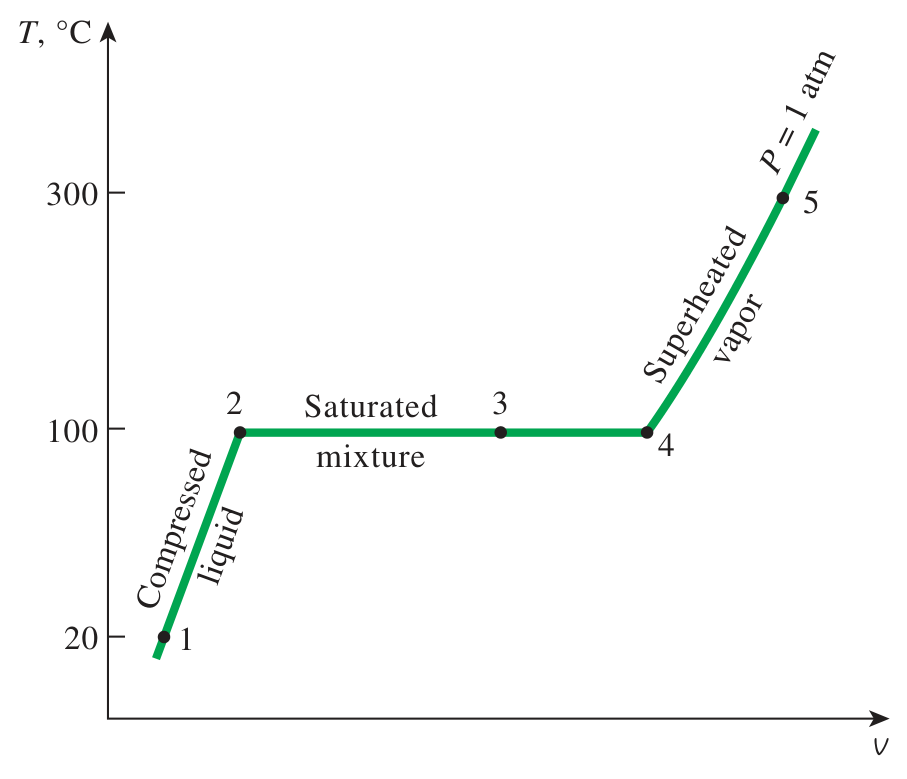 T, °C
P = 1 atm
300
5
Superheated
vapor
2
Saturated
3
100
mixture
4
Compressed
liquid
20
1
ν